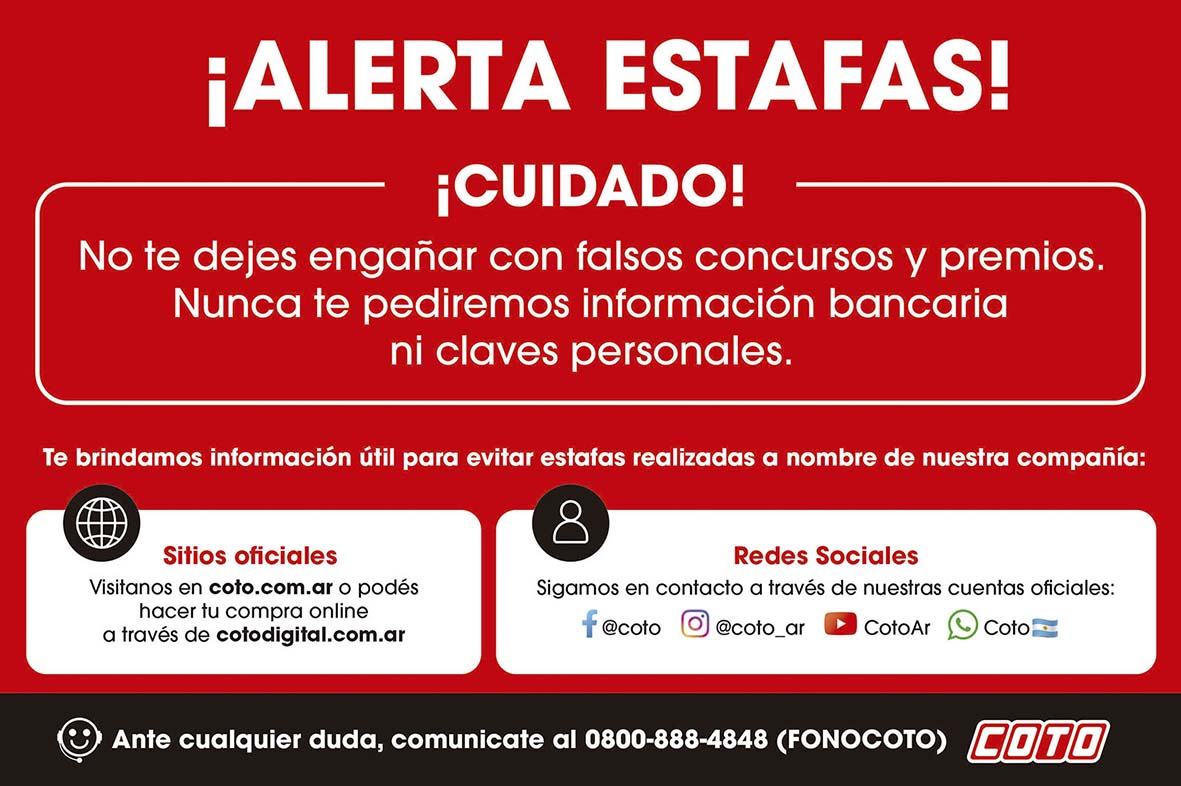 ¡ALERTA ESTAFAS!
¡CUIDADO!
No te dejes engañar con falsos concursos y premios.
Nunca te pediremos información bancaria
ni claves personales.
Te brindamos información útil para evitar estafas realizadas a nombre de nuestra compañía:
Sitios oficiales
Visitanos en coto.com.ar o podés
hacer tu compra online
a través de cotodigital.com.ar
Redes Sociales
Sigamos en contacto a través de nuestras cuentas oficiales:
@coto @coto_ar CotoAr Coto
Ante cualquier duda, comunicate al 0800-888-4848 (FONOCOTO) COTO